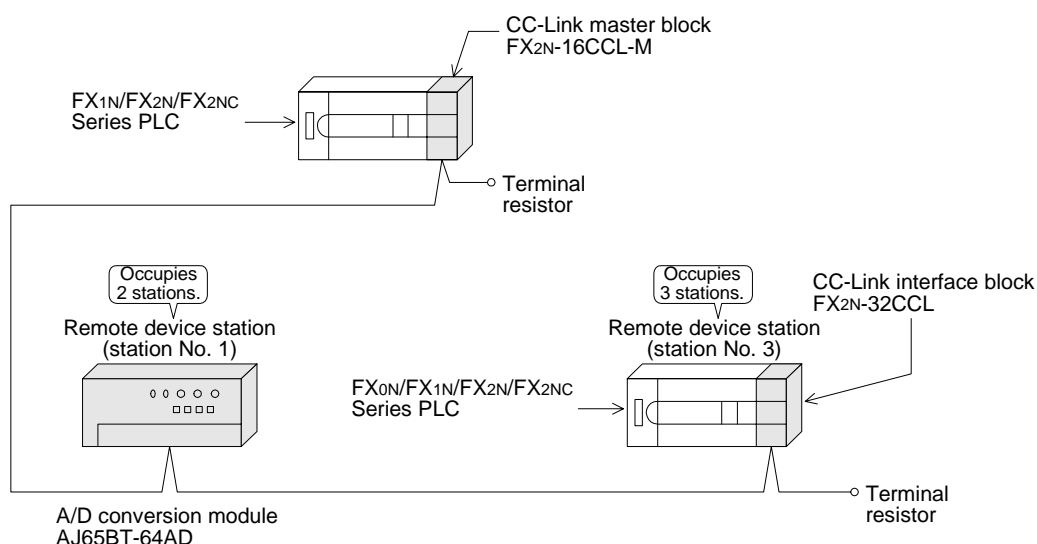 CC-Link master block
FX2N-16CCL-M
FX1N/FX2N/FX2NC
Series PLC
Terminal
resistor
Occupies
2 stations.
Remote device station
(station No. 1)
Occupies
3 stations.
Remote device station
(station No. 3)
CC-Link interface block
FX2N-32CCL
FX0N/FX1N/FX2N/FX2NC
Series PLC
A/D conversion module
AJ65BT-64AD
Terminal
resistor